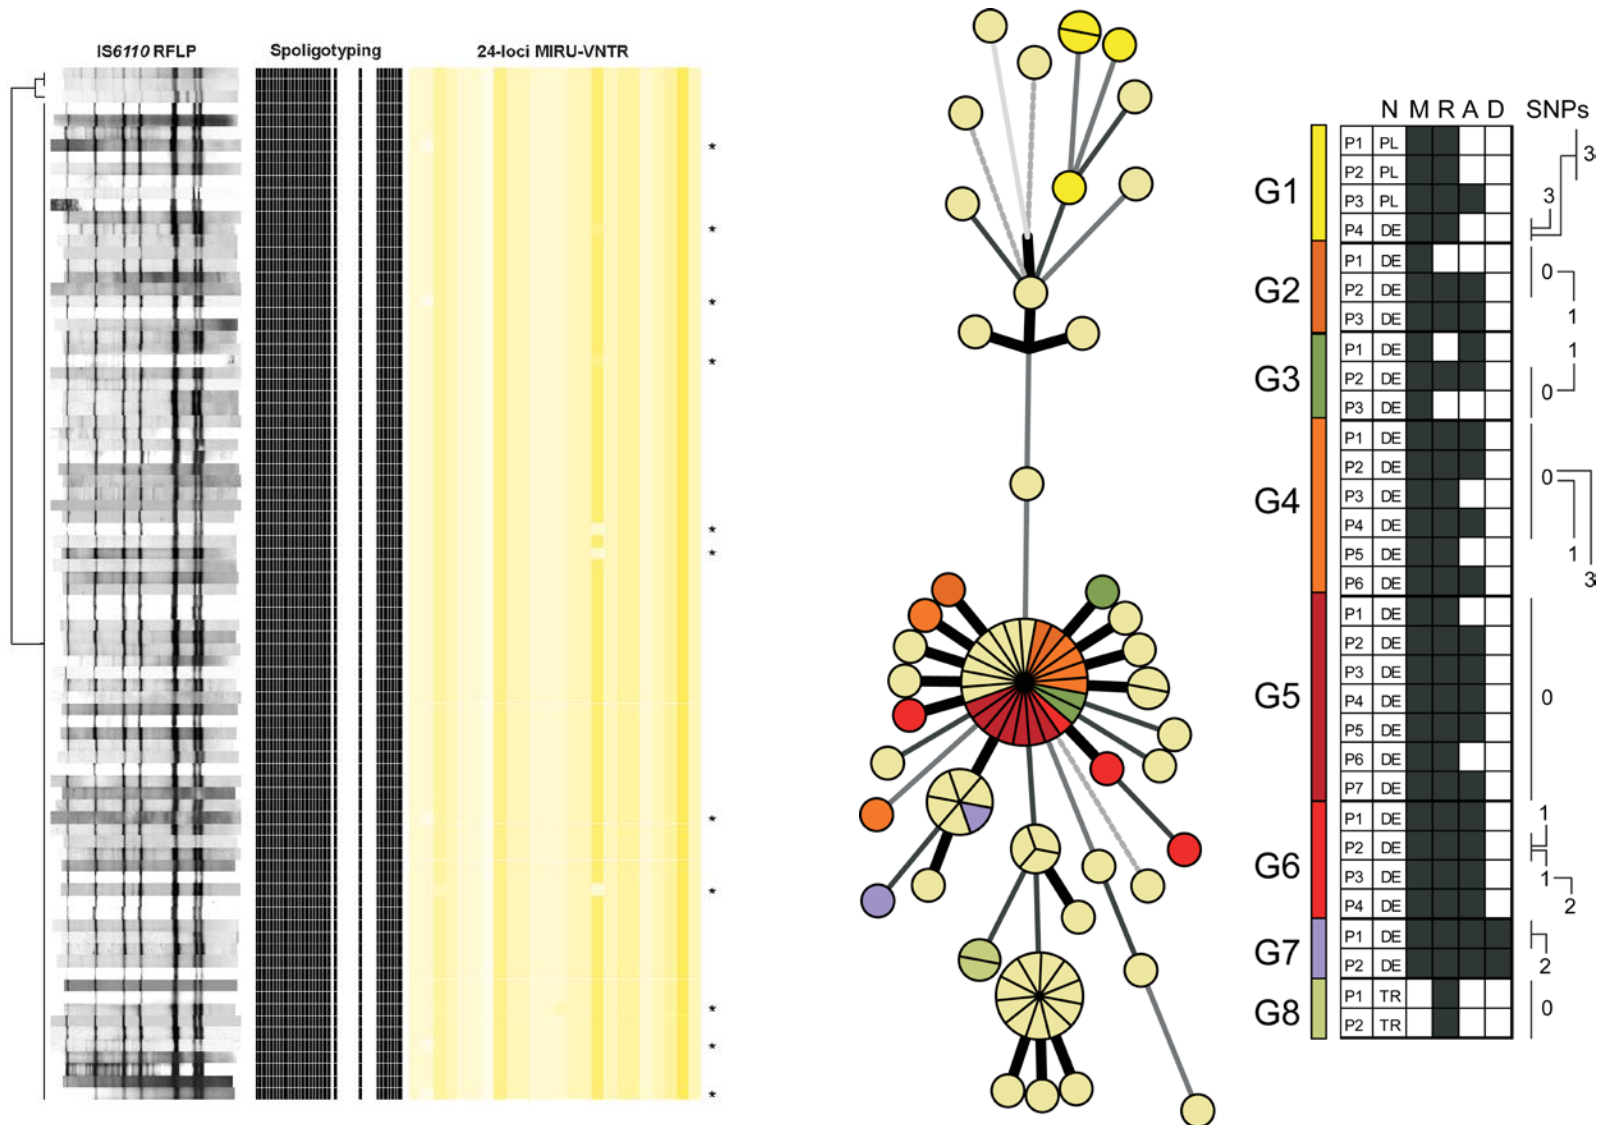 IS6110 RFLP
Spoligotyping
24-loci MIRU-VNTR
*
*
*
*
*
*
*
*
*
*
*
N M R A D SNPs
G1
P1 PL
P2 PL
P3 PL
P4 DE
3
3
G2
P1 DE
P2 DE
P3 DE
0
1
G3
P1 DE
P2 DE
P3 DE
1
0
G4
P1 DE
P2 DE
P3 DE
P4 DE
P5 DE
P6 DE
0
1
3
G5
P1 DE
P2 DE
P3 DE
P4 DE
P5 DE
P6 DE
P7 DE
0
G6
P1 DE
P2 DE
P3 DE
P4 DE
1
1
2
G7
P1 DE
P2 DE
2
G8
P1 TR
P2 TR
0